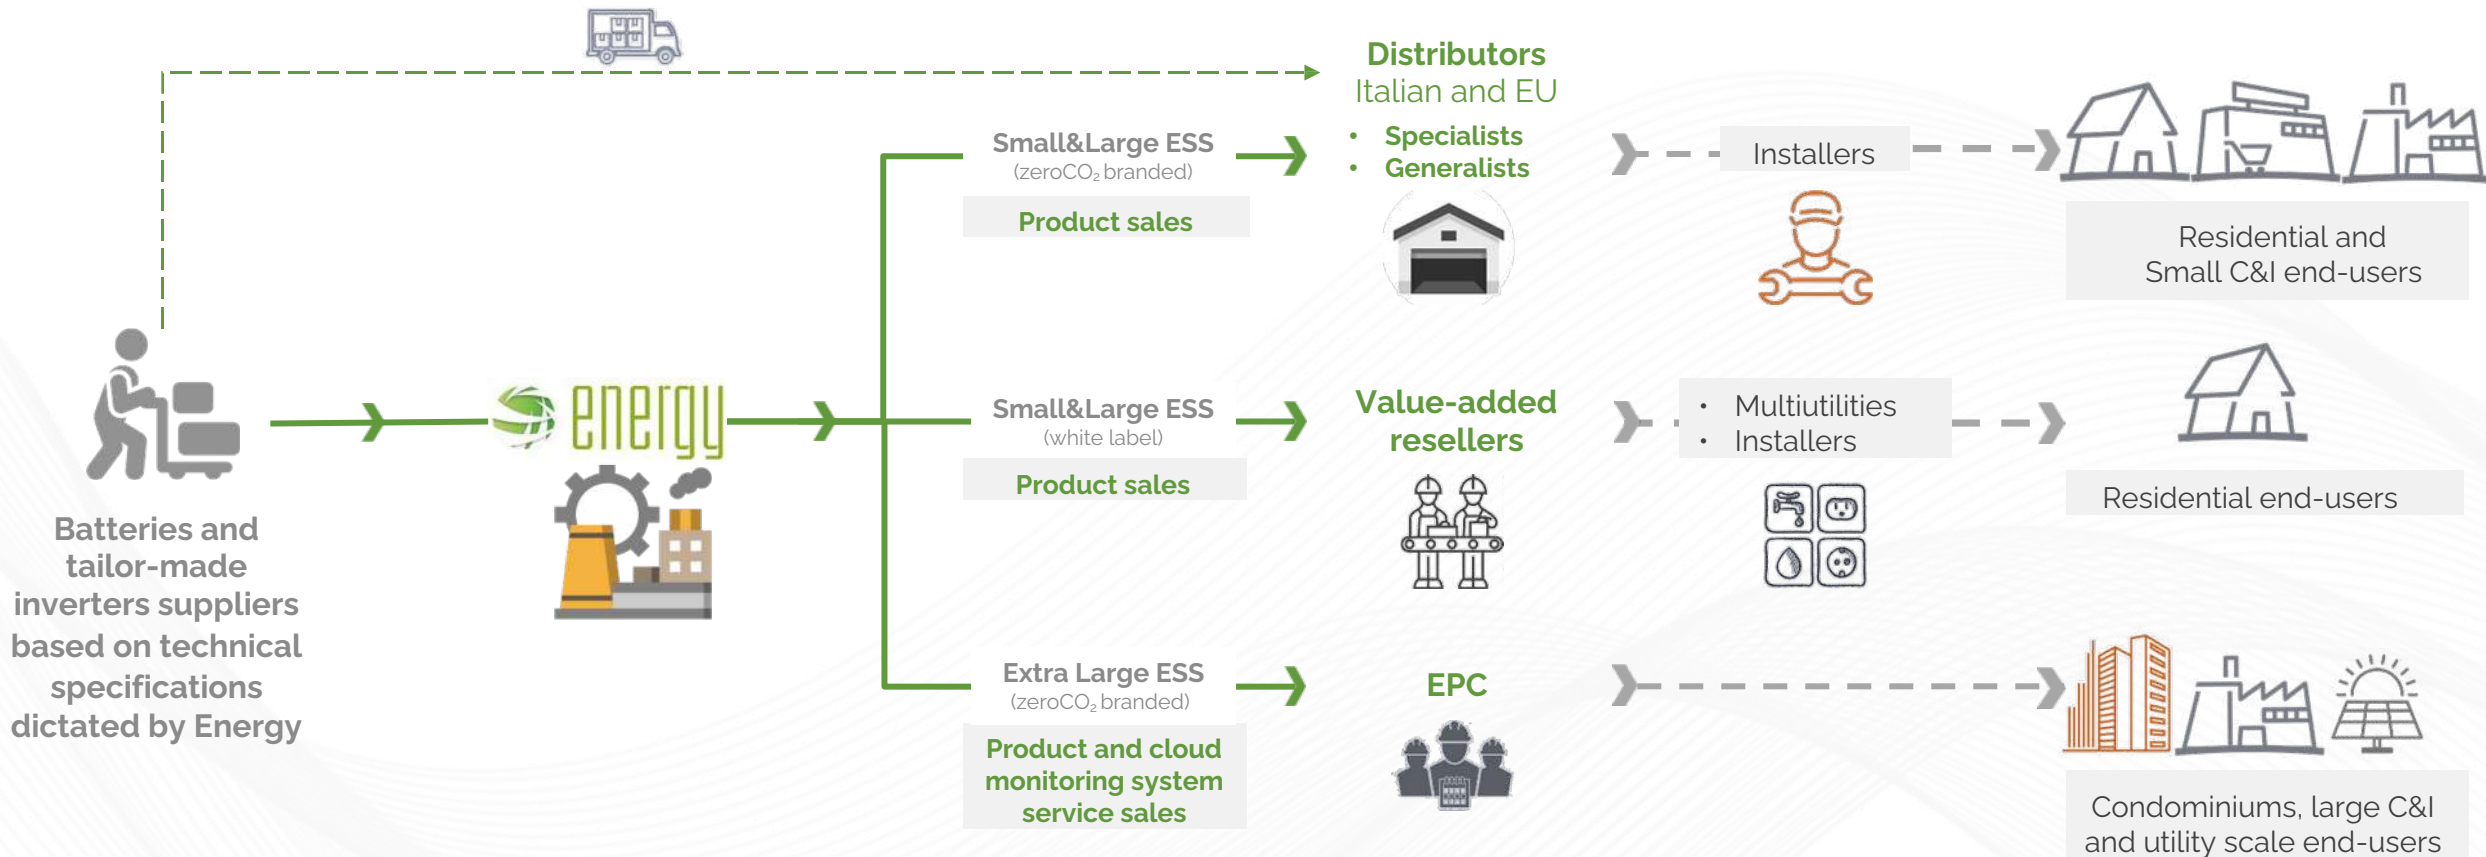 Distributors
Italian and EU
• Specialists
• Generalists
Small&Large ESS
(zeroCO₂ branded)
Product sales
Installers
Residential and
Small C&I end-users
Batteries and
tailor-made
inverters suppliers
based on technical
specifications
dictated by Energy
energy
Small&Large ESS
(white label)
Product sales
Value-added
resellers
• Multiutilities
• Installers
Residential end-users
Extra Large ESS
(zeroCO₂ branded)
Product and cloud
monitoring system
service sales
EPC
Condominiums, large C&I
and utility scale end-users